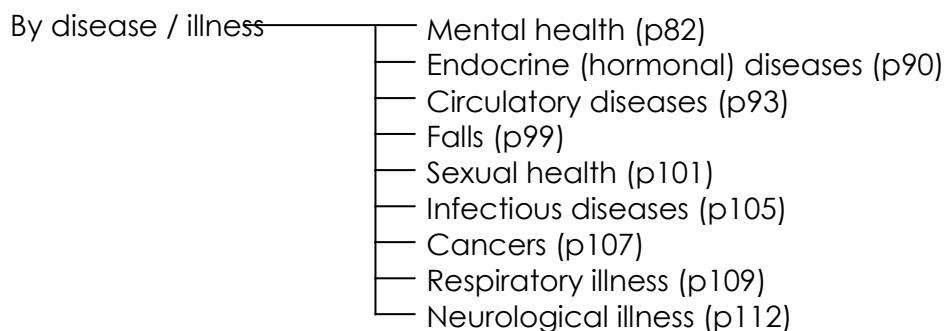 By disease / illness Mental health (p82)
Endocrine (hormonal) diseases (p90)
Circulatory diseases (p93)
Falls (p99)
Sexual health (p101)
Infectious diseases (p105)
Cancers (p107)
Respiratory illness (p109)
Neurological illness (p112)